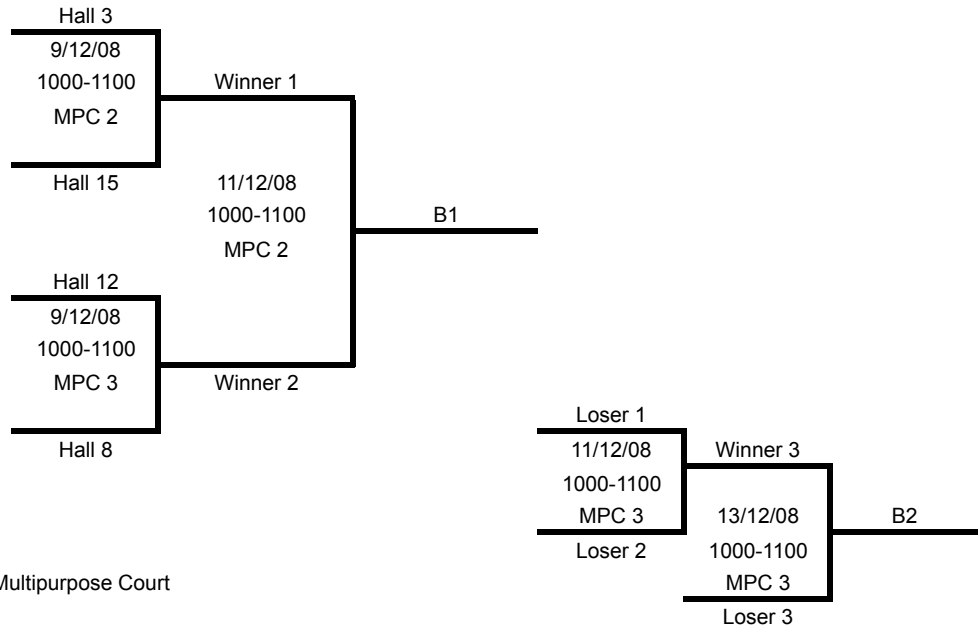 Hall 3
9/12/08
1000-1100
MPC 2
Hall 15
Winner 1
11/12/08
1000-1100
MPC 2
B1
Hall 12
9/12/08
1000-1100
MPC 3
Hall 8
Winner 2
Loser 1
11/12/08
1000-1100
MPC 3
Loser 2
Winner 3
13/12/08
1000-1100
MPC 3
Loser 3
B2
Multipurpose Court